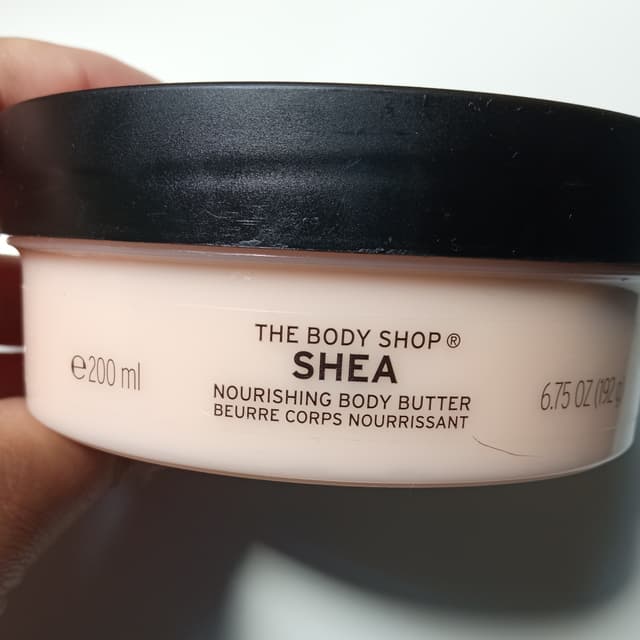 THE BODY SHOP®
SHEA
NOURISHING BODY BUTTER
BEURRE CORPS NOURRISSANT
℮200 ml
6.75 OZ (192 g